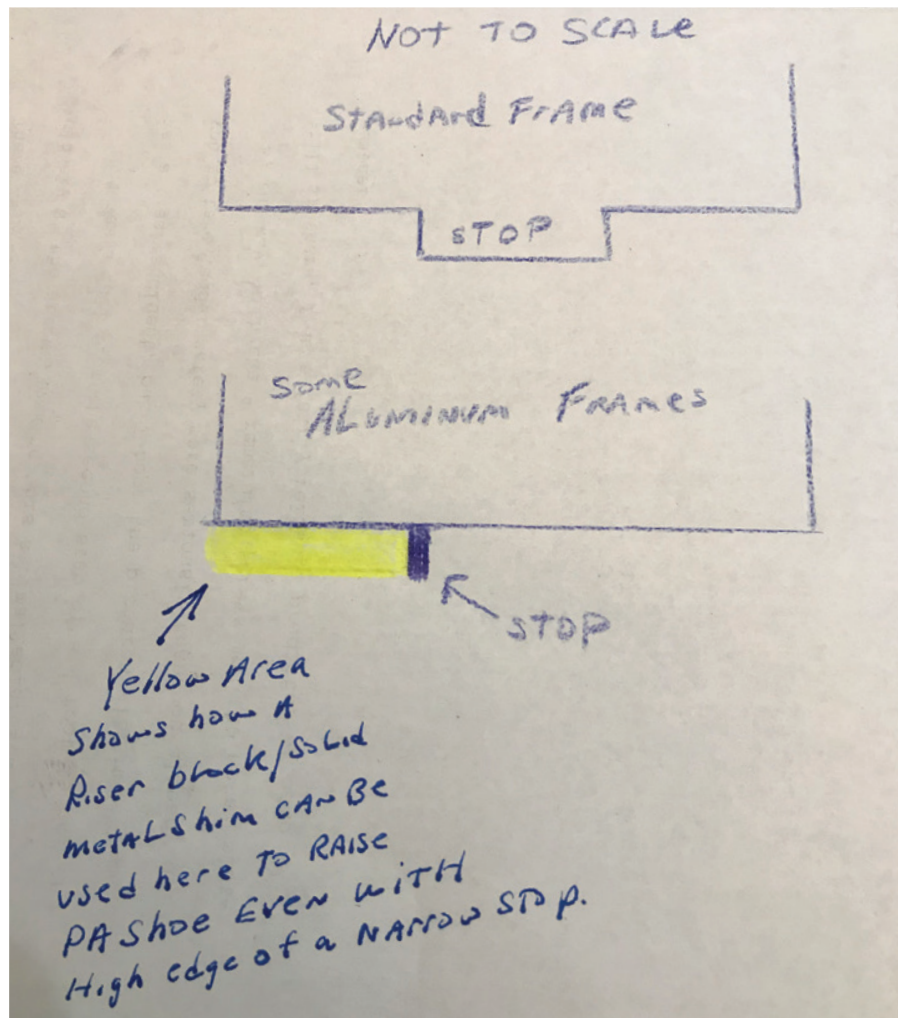 NOT TO SCALE
STANdARd FRAME
STOP
Some
ALUMINUM FRAMES
STOP
Yellow Area
Shows how A
Riser block/Solid
metAL Shim CAN Be
used here To RAISE
PA Shoe EVEN WITH
High edge of a NARROW STOP.